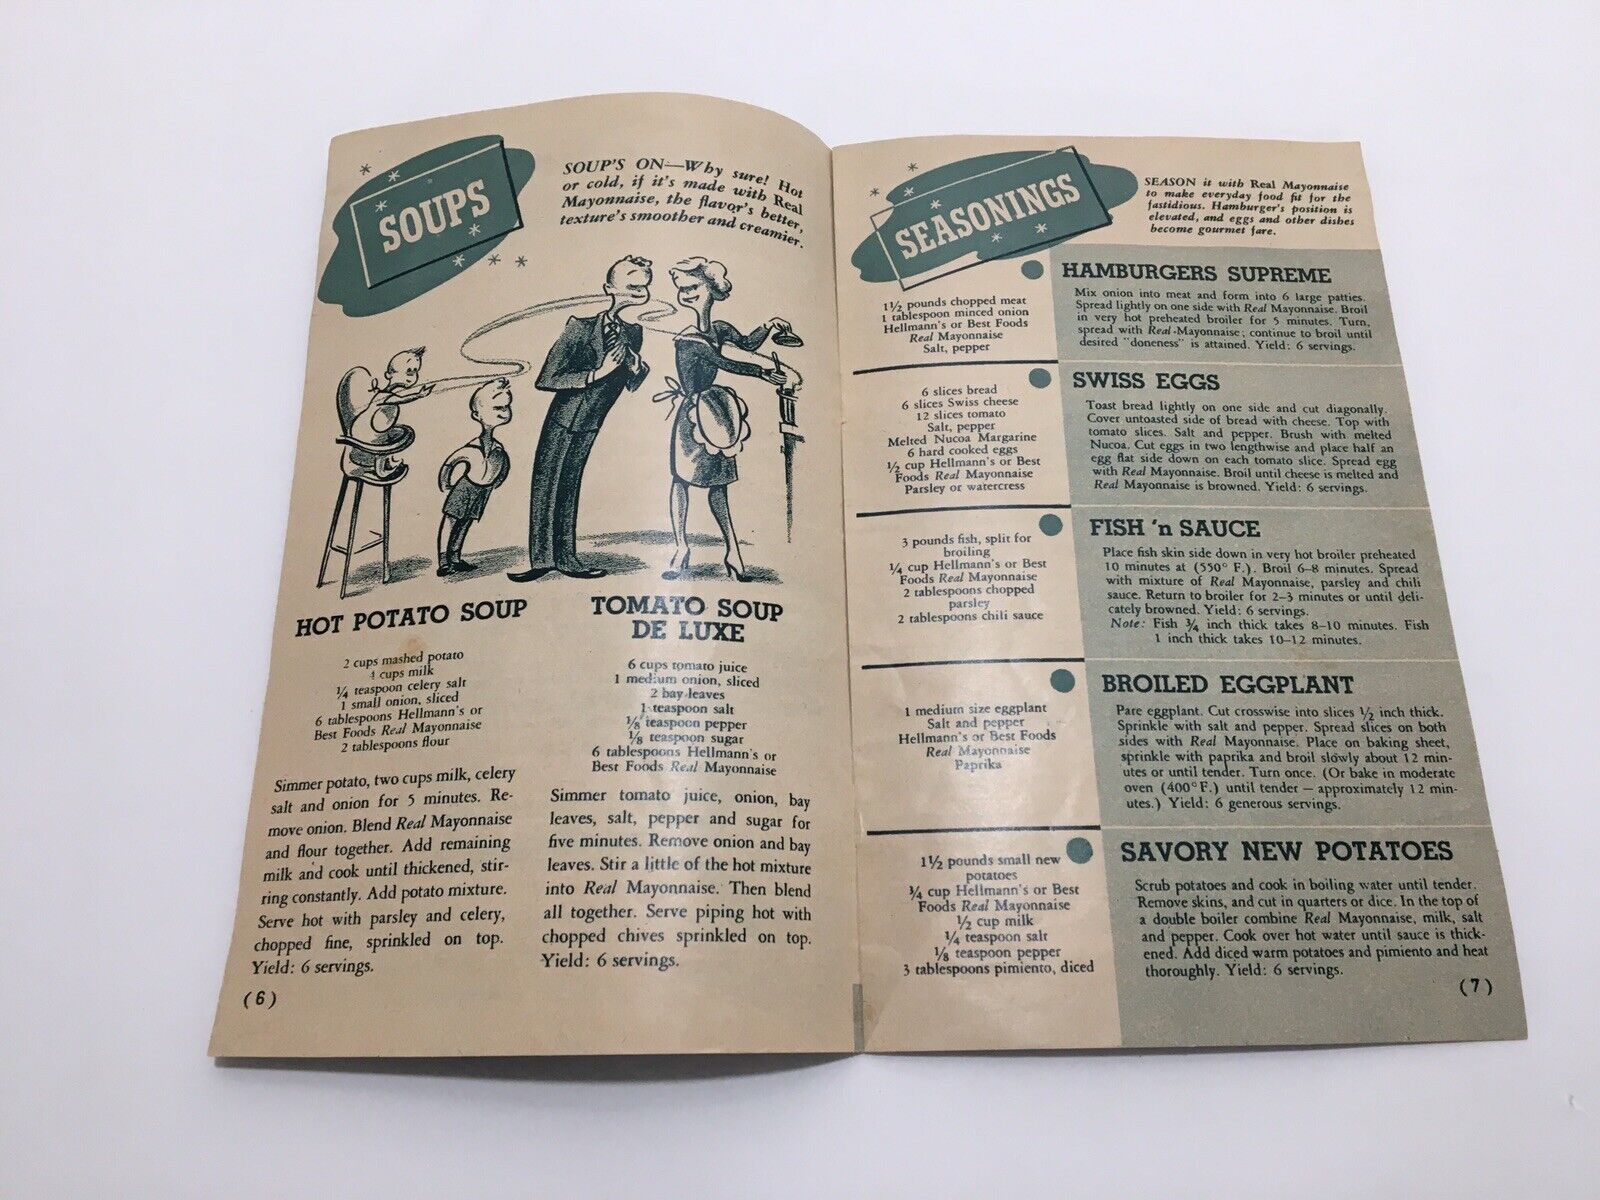 SOUPS
SOUP'S ON—Why sure! Hot
or cold, if it's made with Real
Mayonnaise, the flavor's better,
texture's smoother and creamier.
HOT POTATO SOUP
2 cups mashed potato
4 cups milk
¼ teaspoon celery salt
1 small onion, sliced
6 tablespoons Hellmann's or
Best Foods Real Mayonnaise
2 tablespoons flour
Simmer potato, two cups milk, celery
salt and onion for 5 minutes. Re-
move onion. Blend Real Mayonnaise
and flour together. Add remaining
milk and cook until thickened, stir-
ring constantly. Add potato mixture.
Serve hot with parsley and celery,
chopped fine, sprinkled on top.
Yield: 6 servings.
(6)
TOMATO SOUP
DE LUXE
6 cups tomato juice
1 medium onion, sliced
2 bay leaves
1 teaspoon salt
⅛ teaspoon pepper
⅛ teaspoon sugar
6 tablespoons Hellmann's or
Best Foods Real Mayonnaise
Simmer tomato juice, onion, bay
leaves, salt, pepper and sugar for
five minutes. Remove onion and bay
leaves. Stir a little of the hot mixture
into Real Mayonnaise. Then blend
all together. Serve piping hot with
chopped chives sprinkled on top.
Yield: 6 servings.
SEASONINGS
SEASON it with Real Mayonnaise
to make everyday food fit for the
fastidious. Hamburger's position is
elevated, and eggs and other dishes
become gourmet fare.
1½ pounds chopped meat
1 tablespoon minced onion
Hellmann's or Best Foods
Real Mayonnaise
Salt, pepper
HAMBURGERS SUPREME
Mix onion into meat and form into 6 large patties.
Spread lightly on one side with Real Mayonnaise. Broil
in very hot preheated broiler for 5 minutes. Turn,
spread with Real Mayonnaise; continue to broil until
desired "doneness" is attained. Yield: 6 servings.
6 slices bread
6 slices Swiss cheese
12 slices tomato
Salt, pepper
Melted Nucoa Margarine
6 hard cooked eggs
½ cup Hellmann's or Best
Foods Real Mayonnaise
Parsley or watercress
SWISS EGGS
Toast bread lightly on one side and cut diagonally.
Cover untoasted side of bread with cheese. Top with
tomato slices. Salt and pepper. Brush with melted
Nucoa. Cut eggs in two lengthwise and place half an
egg flat side down on each tomato slice. Spread egg
with Real Mayonnaise. Broil until cheese is melted and
Real Mayonnaise is browned. Yield: 6 servings.
3 pounds fish, split for
broiling
¼ cup Hellmann's or Best
Foods Real Mayonnaise
2 tablespoons chopped
parsley
2 tablespoons chili sauce
FISH 'n SAUCE
Place fish skin side down in very hot broiler preheated
10 minutes at (550° F.). Broil 6-8 minutes. Spread
with mixture of Real Mayonnaise, parsley and chili
sauce. Return to broiler for 2-3 minutes or until deli-
cately browned. Yield: 6 servings.
Note: Fish ¾ inch thick takes 8-10 minutes. Fish
1 inch thick takes 10-12 minutes.
1 medium size eggplant
Salt and pepper
Hellmann's or Best Foods
Real Mayonnaise
Paprika
BROILED EGGPLANT
Pare eggplant. Cut crosswise into slices ½ inch thick.
Sprinkle with salt and pepper. Spread slices on both
sides with Real Mayonnaise. Place on baking sheet,
sprinkle with paprika and broil slowly about 12 min-
utes or until tender. Turn once. (Or bake in moderate
oven (400° F.) until tender — approximately 12 min-
utes.) Yield: 6 generous servings.
1½ pounds small new
potatoes
¾ cup Hellmann's or Best
Foods Real Mayonnaise
½ cup milk
¼ teaspoon salt
⅛ teaspoon pepper
3 tablespoons pimiento, diced
SAVORY NEW POTATOES
Scrub potatoes and cook in boiling water until tender.
Remove skins, and cut in quarters or dice. In the top of
a double boiler combine Real Mayonnaise, milk, salt
and pepper. Cook over hot water until sauce is thick-
ened. Add diced warm potatoes and pimiento and heat
thoroughly. Yield: 6 servings.
(7)